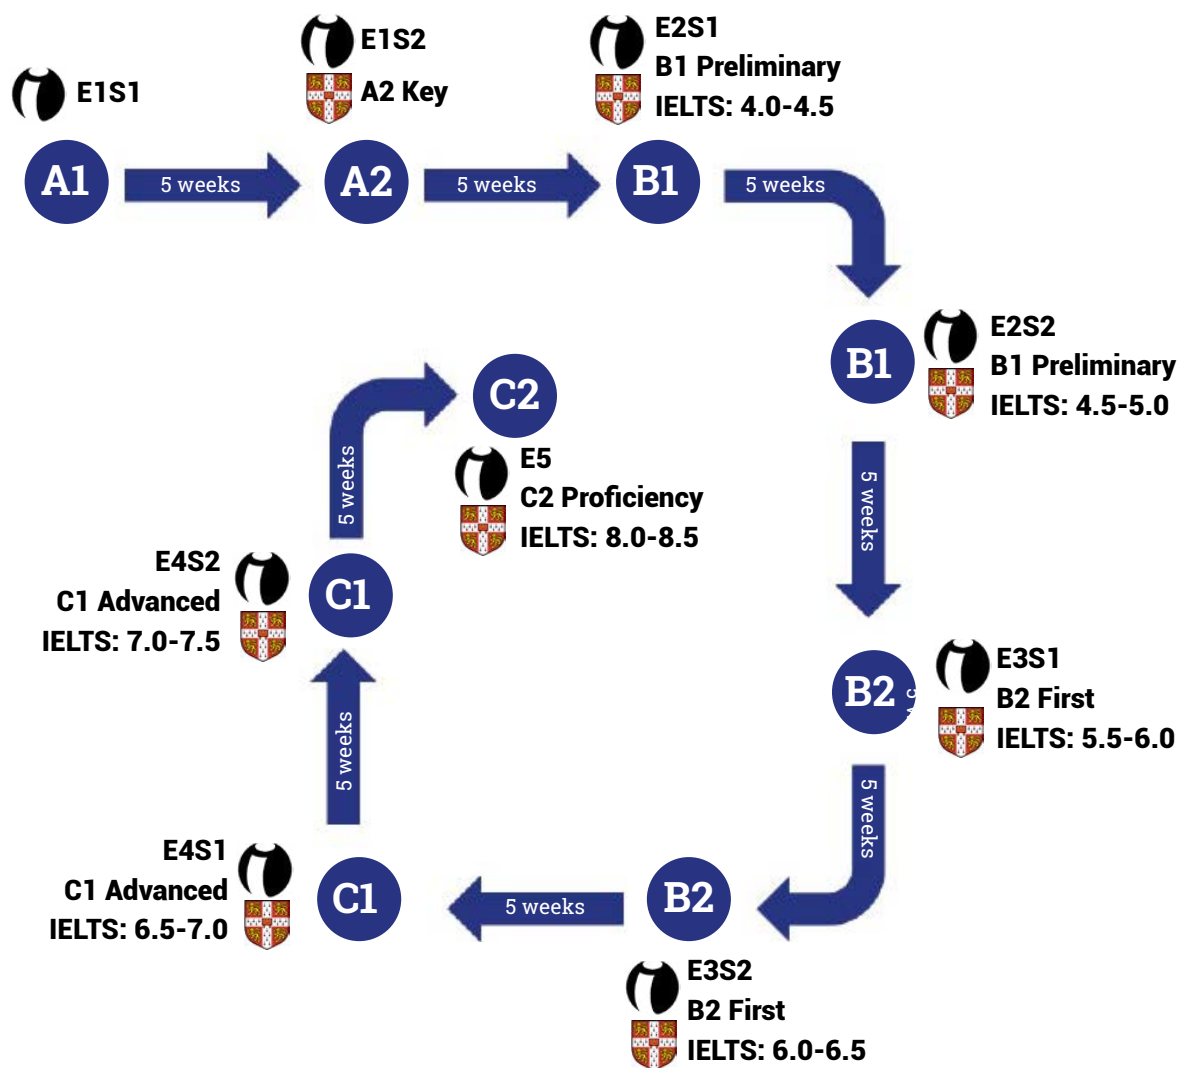 E1S1
A1
5 weeks
E1S2
A2 Key
A2
5 weeks
E2S1
B1 Preliminary
IELTS: 4.0-4.5
B1
5 weeks
E2S2
B1 Preliminary
IELTS: 4.5-5.0
B1
5 weeks
E3S1
B2 First
IELTS: 5.5-6.0
B2
5 weeks
B2
E3S2
B2 First
IELTS: 6.0-6.5
5 weeks
E4S1
C1 Advanced
IELTS: 6.5-7.0
C1
5 weeks
E4S2
C1 Advanced
IELTS: 7.0-7.5
C1
5 weeks
C2
E5
C2 Proficiency
IELTS: 8.0-8.5